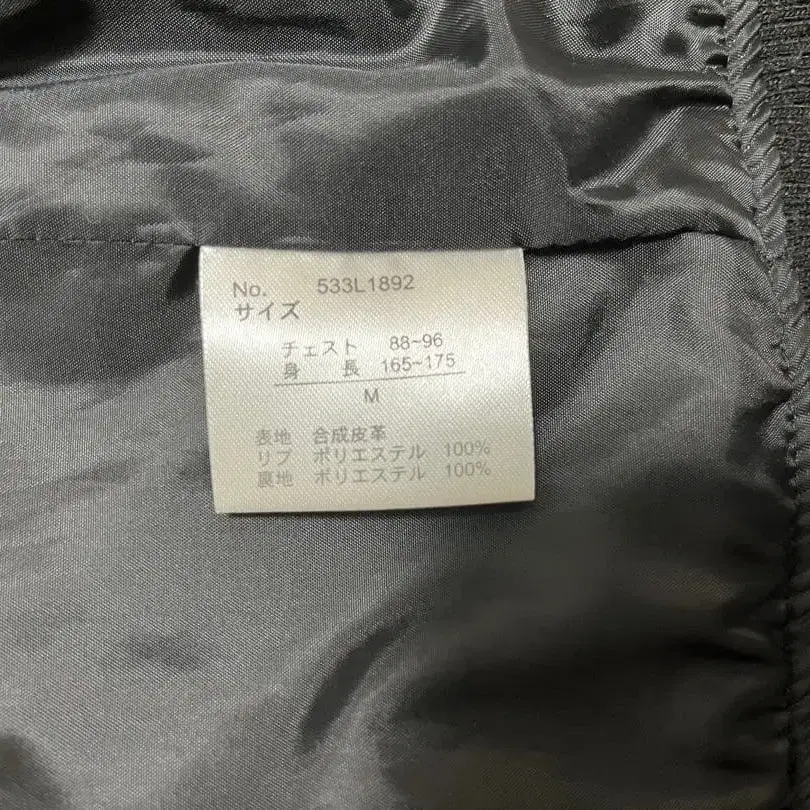 No. 533L1892
サイズ
チェスト 88~96
身長 165~175
M
表地 合成皮革
リブ ポリエステル 100%
裏地 ポリエステル 100%